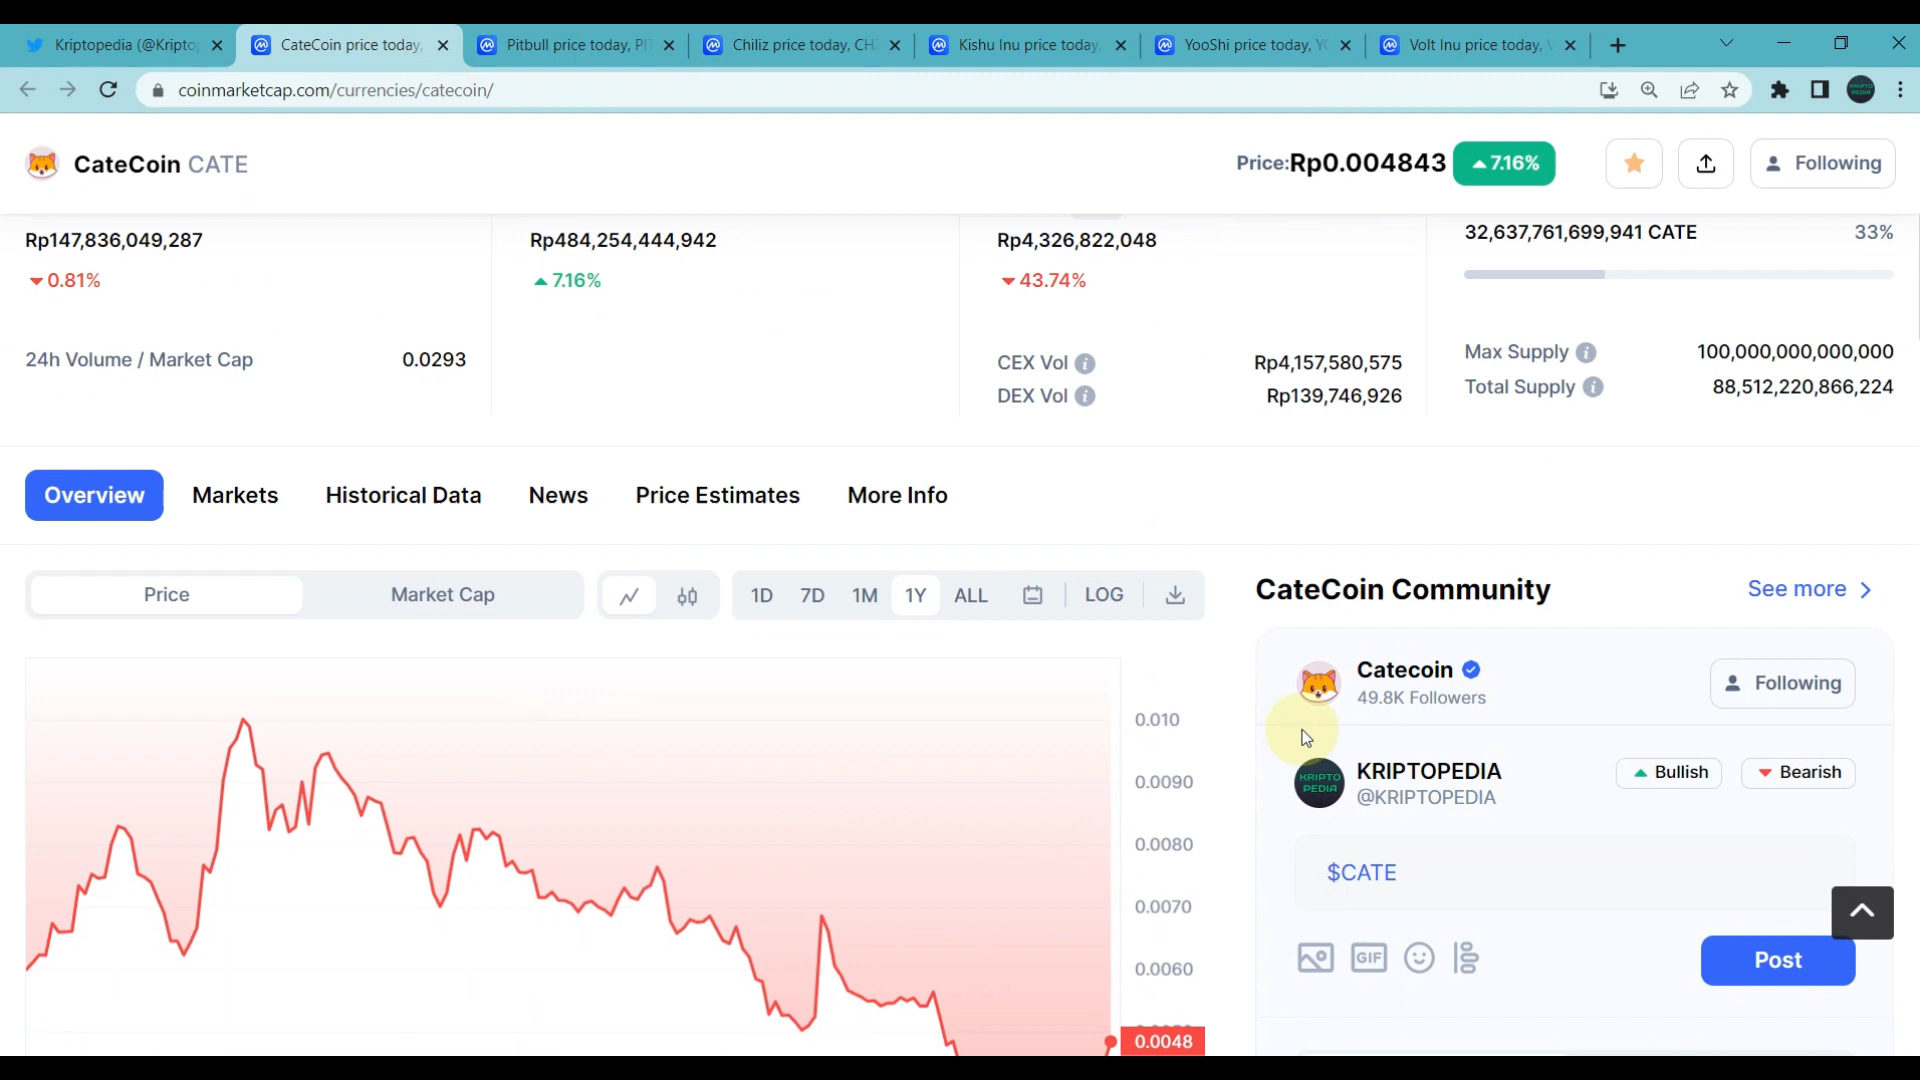 Kriptopedia (@Kripto
CateCoin price today,
Pitbull price today, PI
Chiliz price today, CH
Kishu Inu price today,
YooShi price today, Y
Volt Inu price today,
coinmarketcap.com/currencies/catecoin/
CateCoin CATE
Price:Rp0.004843
7.16%
Following
Rp147,836,049,287
0.81%
24h Volume / Market Cap
0.0293
Rp484,254,444,942
7.16%
Rp4,326,822,048
43.74%
CEX Vol
Rp4,157,580,575
DEX Vol
Rp139,746,926
32,637,761,699,941 CATE
33%
Max Supply
100,000,000,000,000
Total Supply
88,512,220,866,224
Overview
Markets
Historical Data
News
Price Estimates
More Info
Price
Market Cap
1D
7D
1M
1Y
ALL
LOG
0.010
0.0090
0.0080
0.0070
0.0060
0.0048
CateCoin Community
See more
Catecoin
49.8K Followers
Following
KRIPTO
PEDIA
KRIPTOPEDIA
@KRIPTOPEDIA
Bullish
Bearish
$CATE
GIF
Post